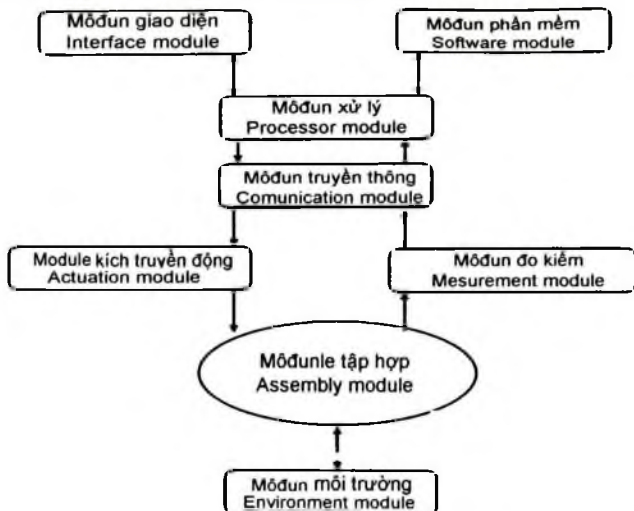 Môđun giao diện
Interface module
Môđun phần mềm
Software module
Môđun xử lý
Processor module
Môđun truyền thông
Comunication module
Module kích truyền động
Actuation module
Môđun đo kiểm
Mesurement module
Môđunle tập hợp
Assembly module
Môđun môi trường
Environment module